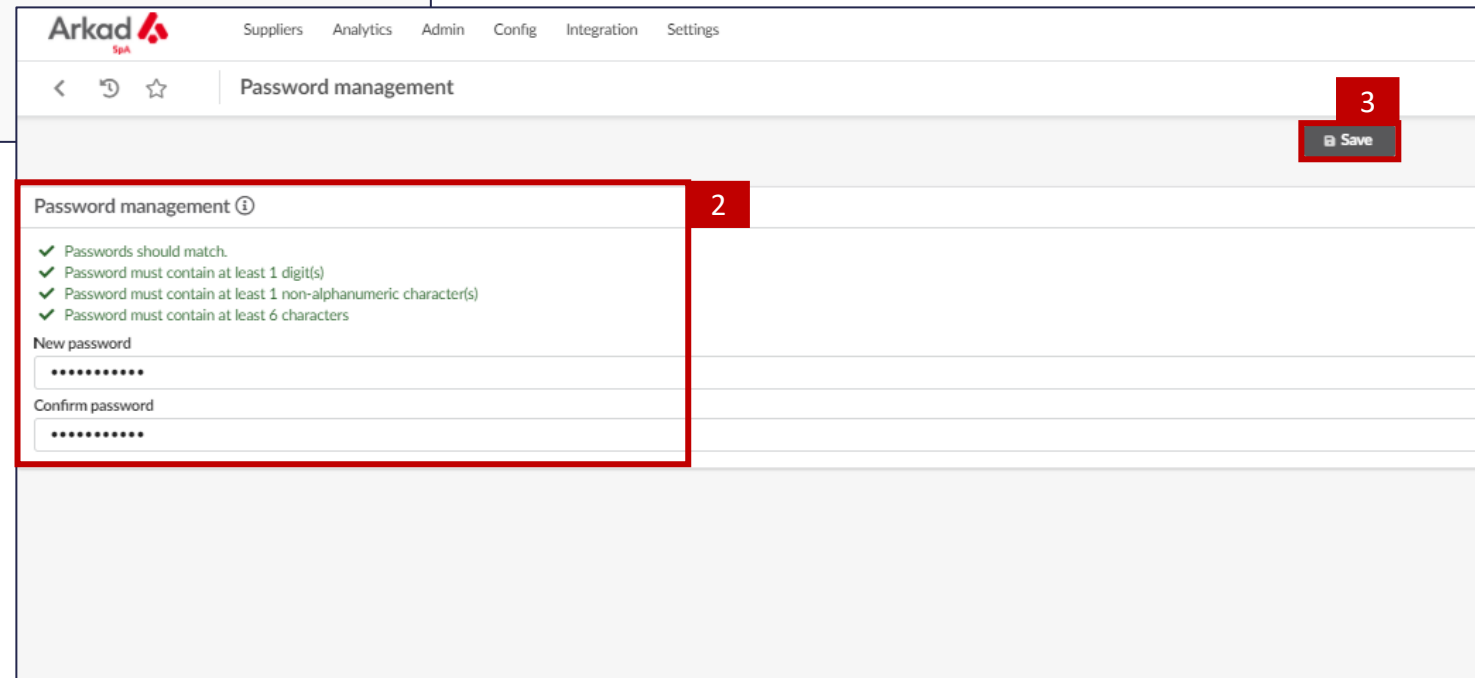 Arkad
SpA
Suppliers Analytics Admin Config Integration Settings
Password management
3
Save
Password management
2
Passwords should match.
Password must contain at least 1 digit(s)
Password must contain at least 1 non-alphanumeric character(s)
Password must contain at least 6 characters
New password
•••••••••••
Confirm password
•••••••••••